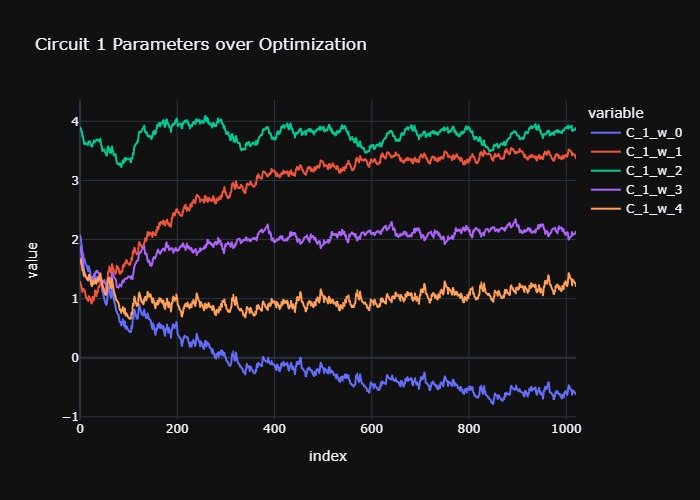 Circuit 1 Parameters over Optimization
variable
C_1_w_0
C_1_w_1
C_1_w_2
C_1_w_3
C_1_w_4
value
4
3
2
1
0
−1
0 200 400 600 800 1000
index